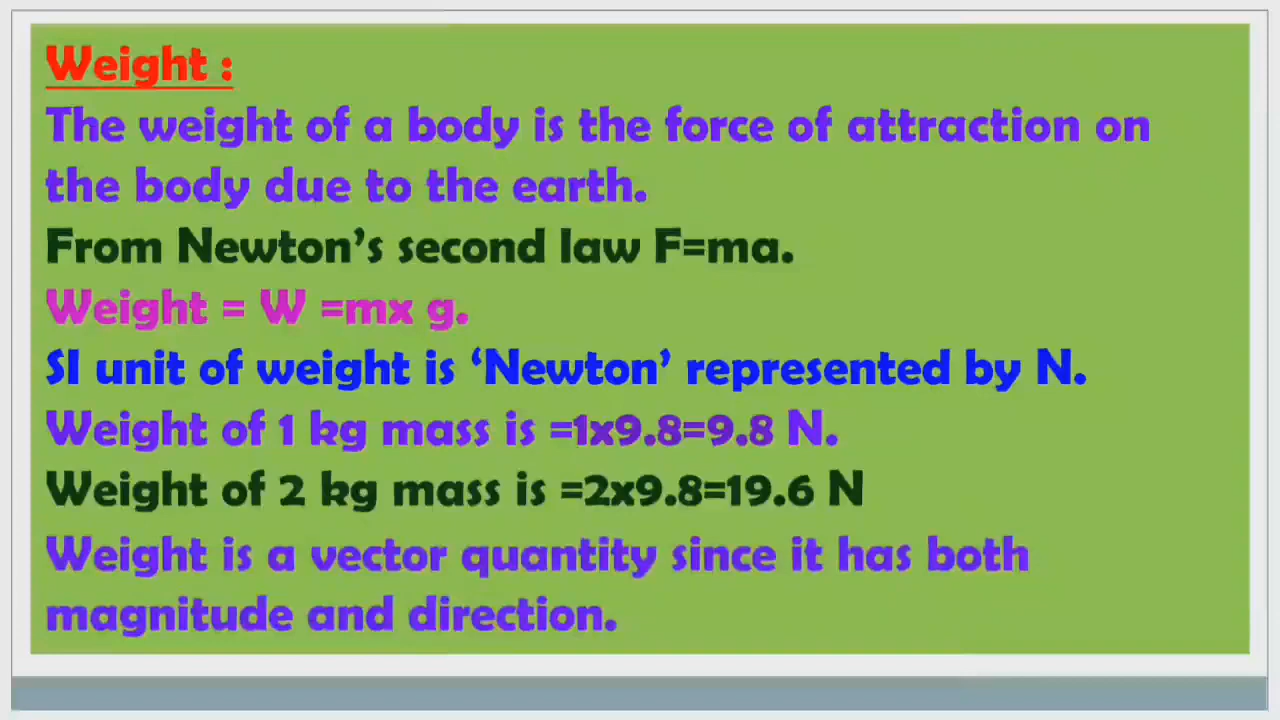 Weight :
The weight of a body is the force of attraction on
the body due to the earth.
From Newton’s second law F=ma.
Weight = W =mx g.
SI unit of weight is ‘Newton’ represented by N.
Weight of 1 kg mass is =1x9.8=9.8 N.
Weight of 2 kg mass is =2x9.8=19.6 N
Weight is a vector quantity since it has both
magnitude and direction.